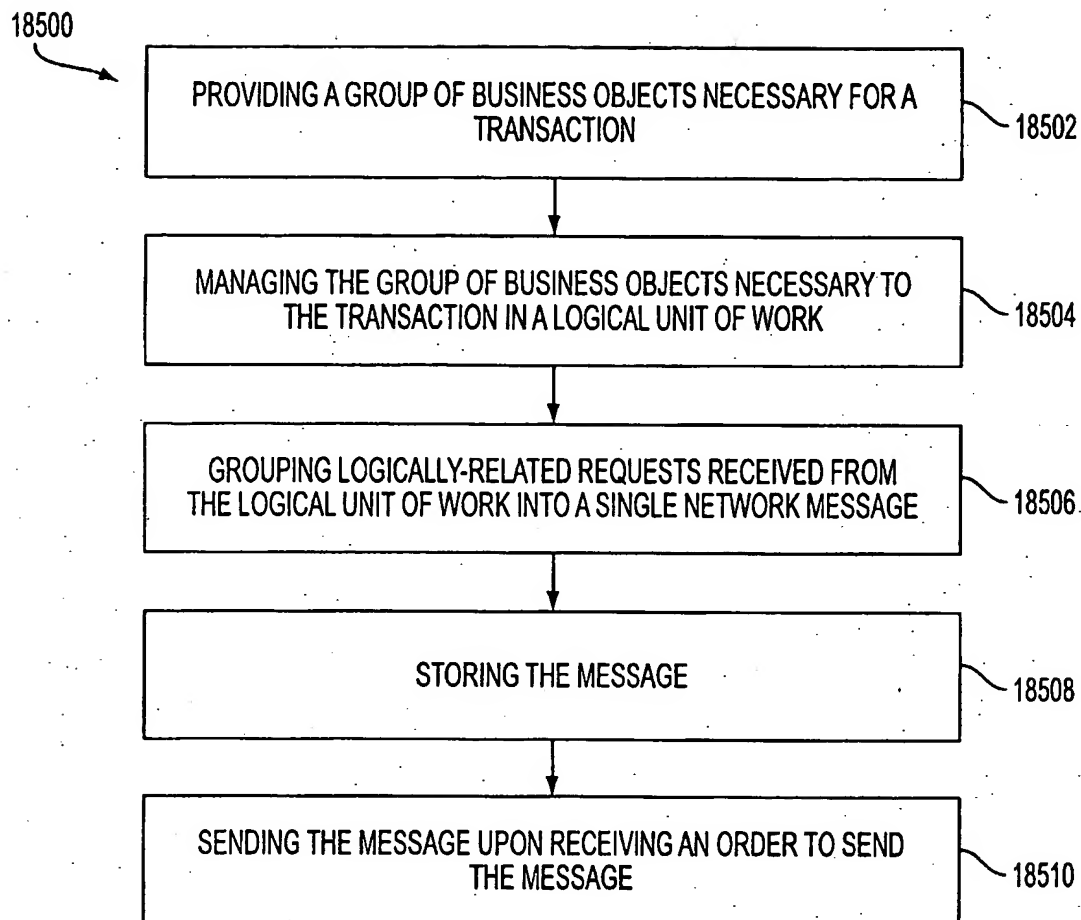 18500
PROVIDING A GROUP OF BUSINESS OBJECTS NECESSARY FOR A
TRANSACTION
18502
MANAGING THE GROUP OF BUSINESS OBJECTS NECESSARY TO
THE TRANSACTION IN A LOGICAL UNIT OF WORK
18504
GROUPING LOGICALLY-RELATED REQUESTS RECEIVED FROM
THE LOGICAL UNIT OF WORK INTO A SINGLE NETWORK MESSAGE
18506
STORING THE MESSAGE
18508
SENDING THE MESSAGE UPON RECEIVING AN ORDER TO SEND
THE MESSAGE
18510